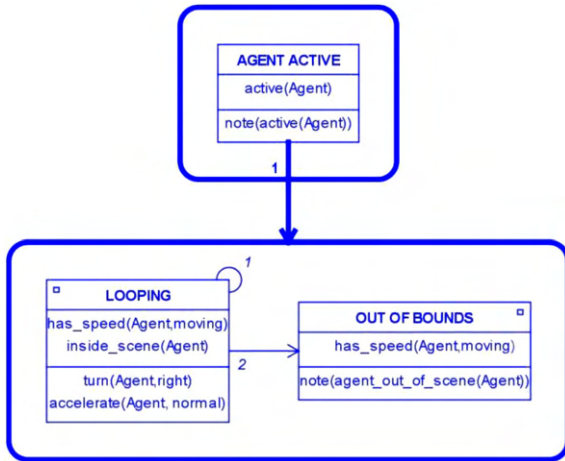 AGENT ACTIVE
active(Agent)
note(active(Agent))
1
1
LOOPING
has_speed(Agent,moving)
inside_scene(Agent)
turn(Agent,right)
accelerate(Agent, normal)
2
OUT OF BOUNDS
has_speed(Agent,moving)
note(agent_out_of_scene(Agent))